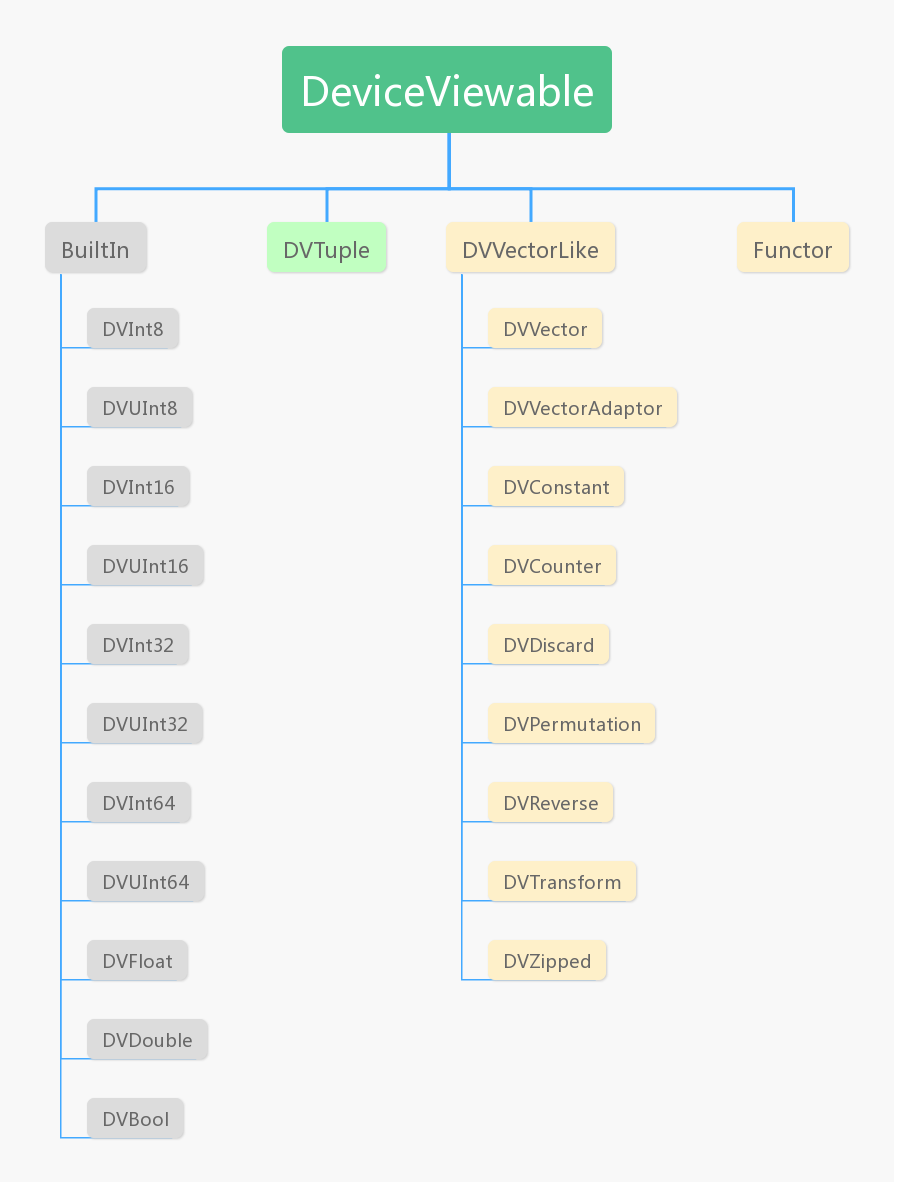 DeviceViewable
BuiltIn
DVTuple
DVVectorLike
Functor
DVInt8
DVUInt8
DVInt16
DVUInt16
DVInt32
DVUInt32
DVInt64
DVUInt64
DVFloat
DVDouble
DVBool
DVVector
DVVectorAdaptor
DVConstant
DVCounter
DVDiscard
DVPermutation
DVReverse
DVTransform
DVZipped